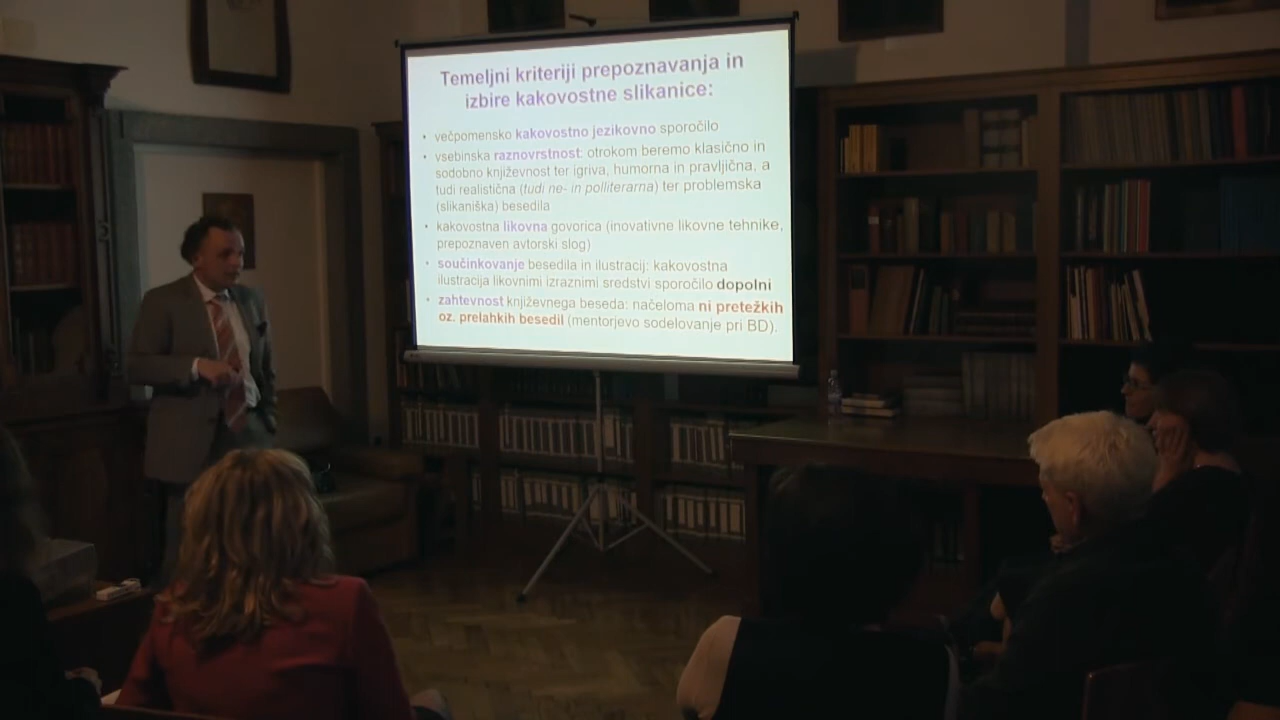 Temeljni kriteriji prepoznavanja in
izbire kakovostne slikanice:
• večpomensko kakovostno jezikovno sporočilo
• vsebinska raznovrstnost: otrokom beremo klasično in
sodobno književnost ter igriva, humorna in pravljična, a
tudi realistična (tudi ne- in polliterarna) ter problemska
(slikaniška) besedila
• kakovostna likovna govorica (inovativne likovne tehnike,
prepoznaven avtorski slog)
• součinkovanje besedila in ilustracij: kakovostna
ilustracija likovnimi izraznimi sredstvi sporočilo dopolni
• zahtevnost književnega beseda: načeloma ni pretežkih
oz. prelahkih besedil (mentorjevo sodelovanje pri BD).